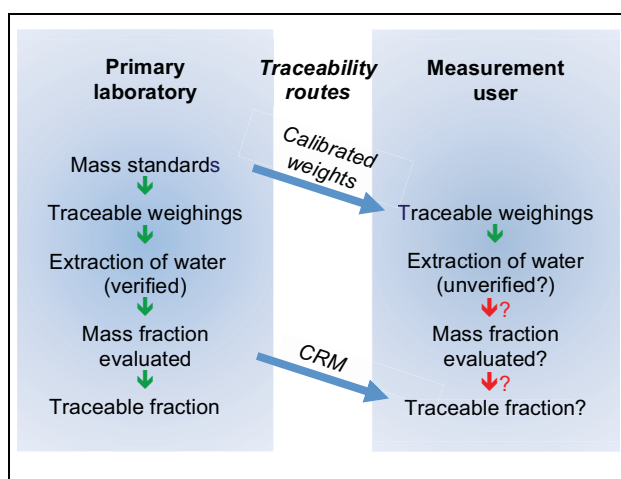 Primary
laboratory
Mass standards
Traceable weighings
Extraction of water
(verified)
Mass fraction
evaluated
Traceable fraction
Traceability
routes
Calibrated
weights
CRM
Measurement
user
Traceable weighings
Extraction of water
(unverified?)
?
Mass fraction
evaluated?
?
Traceable fraction?